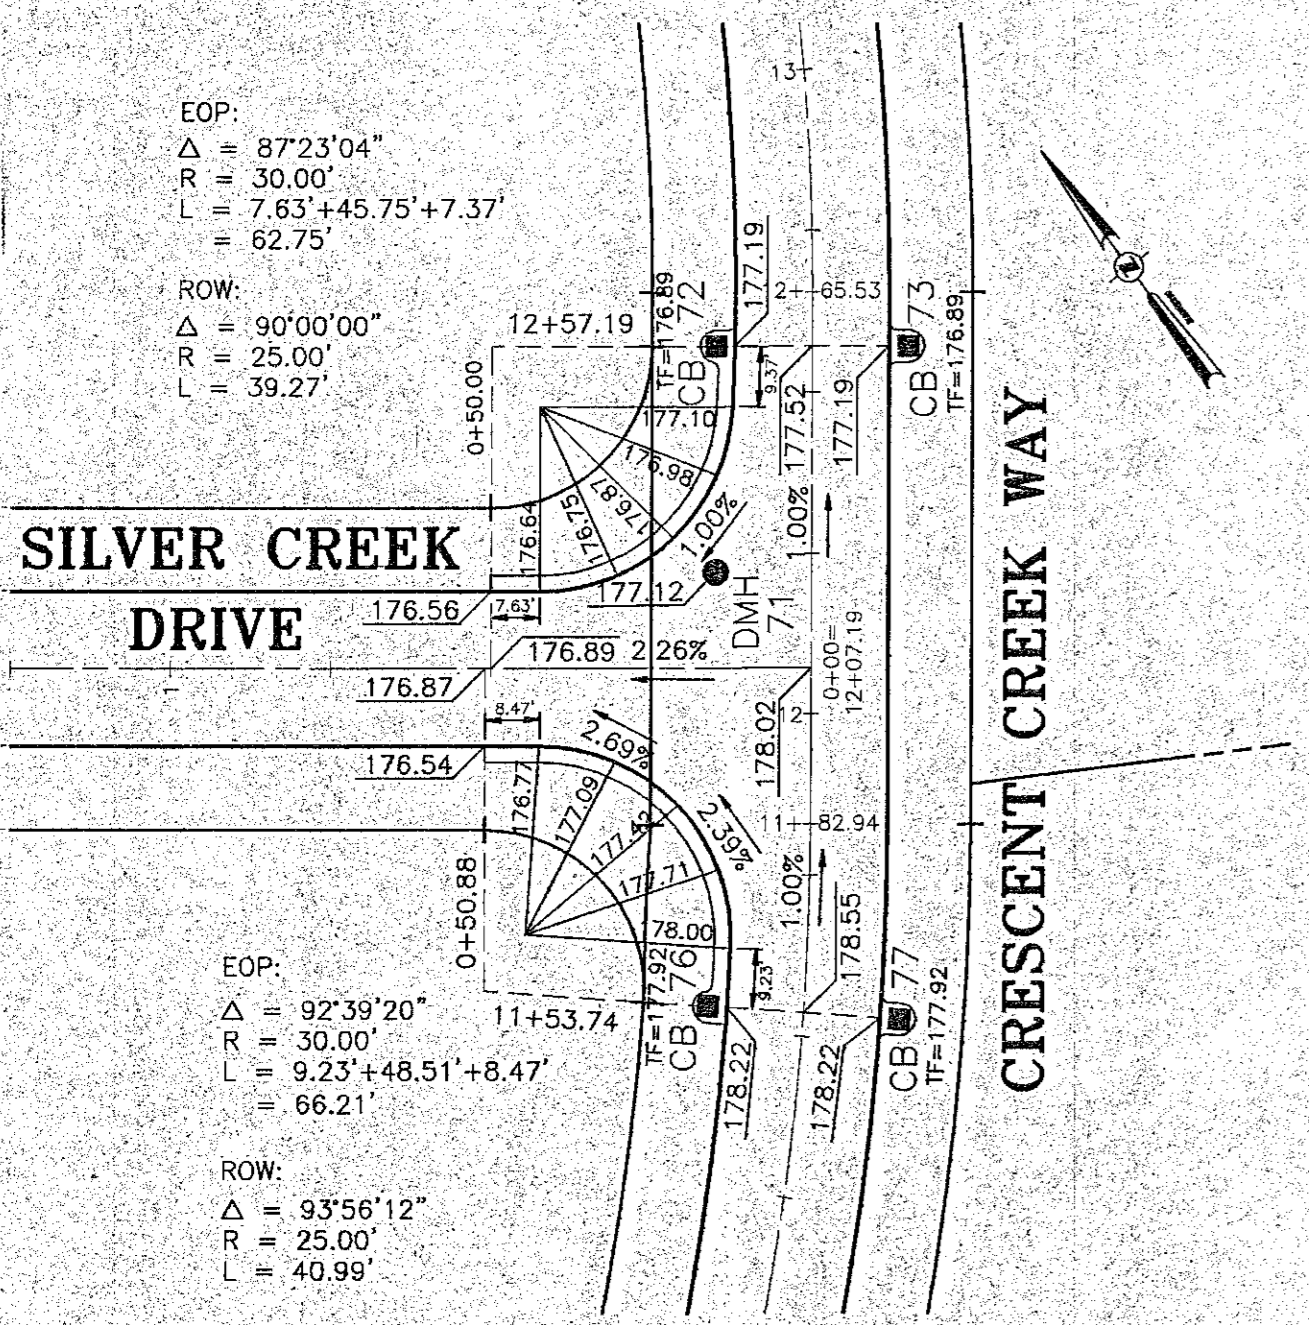 EOP:
Δ = 87°23'04"
R = 30.00'
L = 7.63'+45.75'+7.37'
= 62.75'
ROW:
Δ = 90°00'00"
R = 25.00'
L = 39.27'
13
12+57.19
0+50.00
TF=176.89
CB 72
177.19
2+ 65.53
CB 73
TF=176.89
9.37'
177.52
177.19
177.10
176.98
176.87
176.75
176.64
1.00%
1.00%
SILVER CREEK
DRIVE
CRESCENT CREEK WAY
177.12
DMH
71
176.56
7.63'
176.89
2.26%
176.87
1
0+00=
12+07.19
8.47'
178.02
12
176.54
2.69%
176.77
177.09
177.42
177.71
78.00
2.39%
11+ 82.94
1.00%
178.55
0+50.88
11+53.74
TF=177.92
CB 76
9.23'
178.22
178.22
CB 77
TF=177.92
EOP:
Δ = 92°39'20"
R = 30.00'
L = 9.23'+48.51'+8.47'
= 66.21'
ROW:
Δ = 93°56'12"
R = 25.00'
L = 40.99'